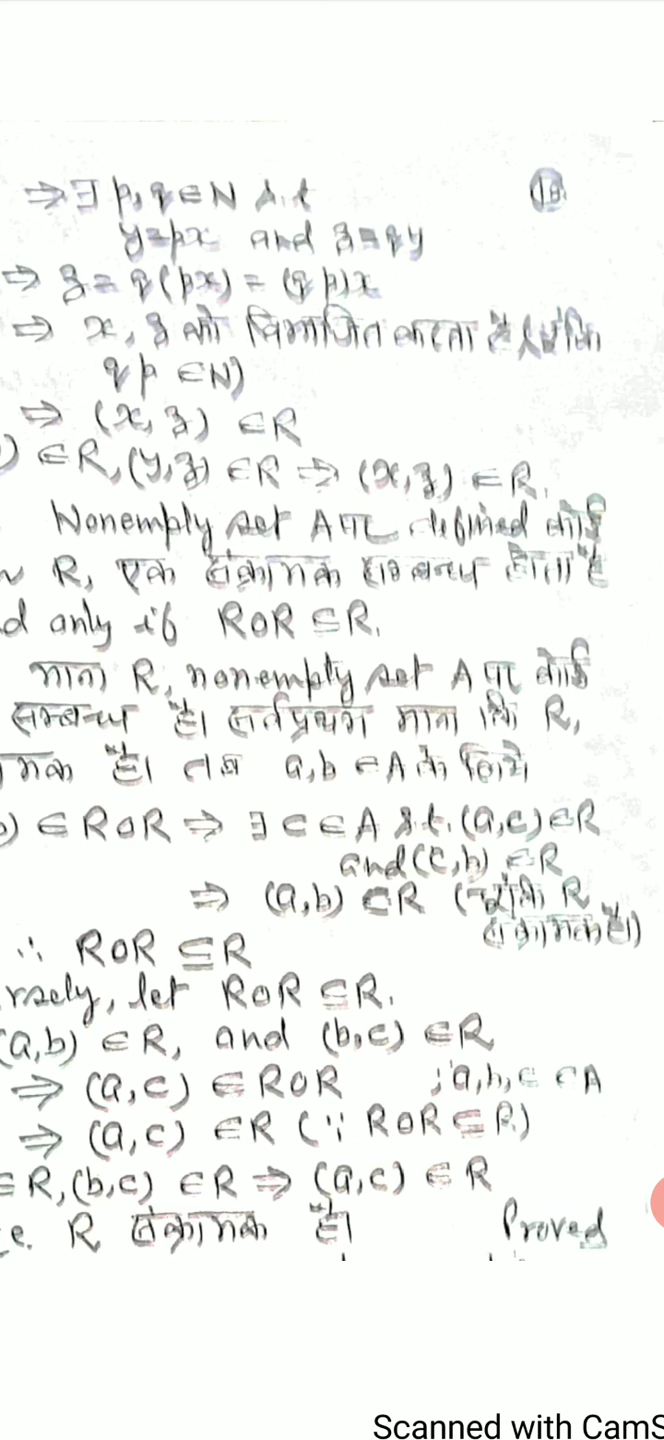 ⇒ ∃ p, q ∈ N s.t
y = px and z = qy
⇒ z = q(px) = (qp)x
⇒ x, z को विभाजित करता है (क्योंकि
qp ∈ N)
⇒ (x, z) ∈ R
) ∈ R, (y, z) ∈ R ⇒ (x, z) ∈ R.
Nonempty set A पर defined कोई
R, एक संक्रामक सम्बन्ध होता है
d only if RoR ⊆ R.
माना R, nonempty set A पर कोई
सम्बन्ध है। सर्वप्रथम माना कि R,
मक है। तब a, b ∈ A के लिये
) ∈ RoR ⇒ ∃ c ∈ A s.t. (a, c) ∈ R
and (c, b) ∈ R
⇒ (a, b) ∈ R (क्योंकि R
संक्रामक है।)
∴ RoR ⊆ R
rsely, let RoR ⊆ R.
(a, b) ∈ R, and (b, c) ∈ R
⇒ (a, c) ∈ RoR ; a, b, c ∈ A
⇒ (a, c) ∈ R (∵ RoR ⊆ R)
∈ R, (b, c) ∈ R ⇒ (a, c) ∈ R
.e. R संक्रामक है। Proved
Scanned with CamS